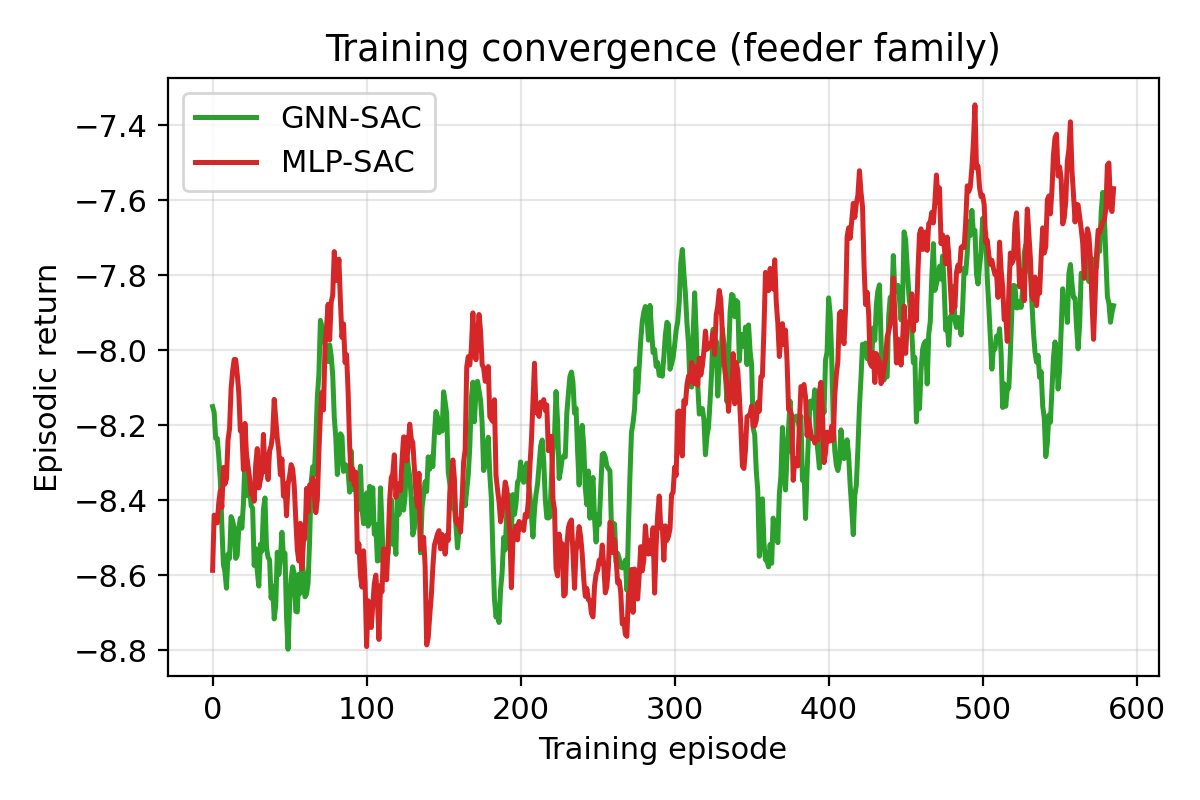 Training convergence (feeder family)
GNN-SAC
MLP-SAC
−7.4
−7.6
−7.8
−8.0
−8.2
−8.4
−8.6
−8.8
Episodic return
0 100 200 300 400 500 600
Training episode